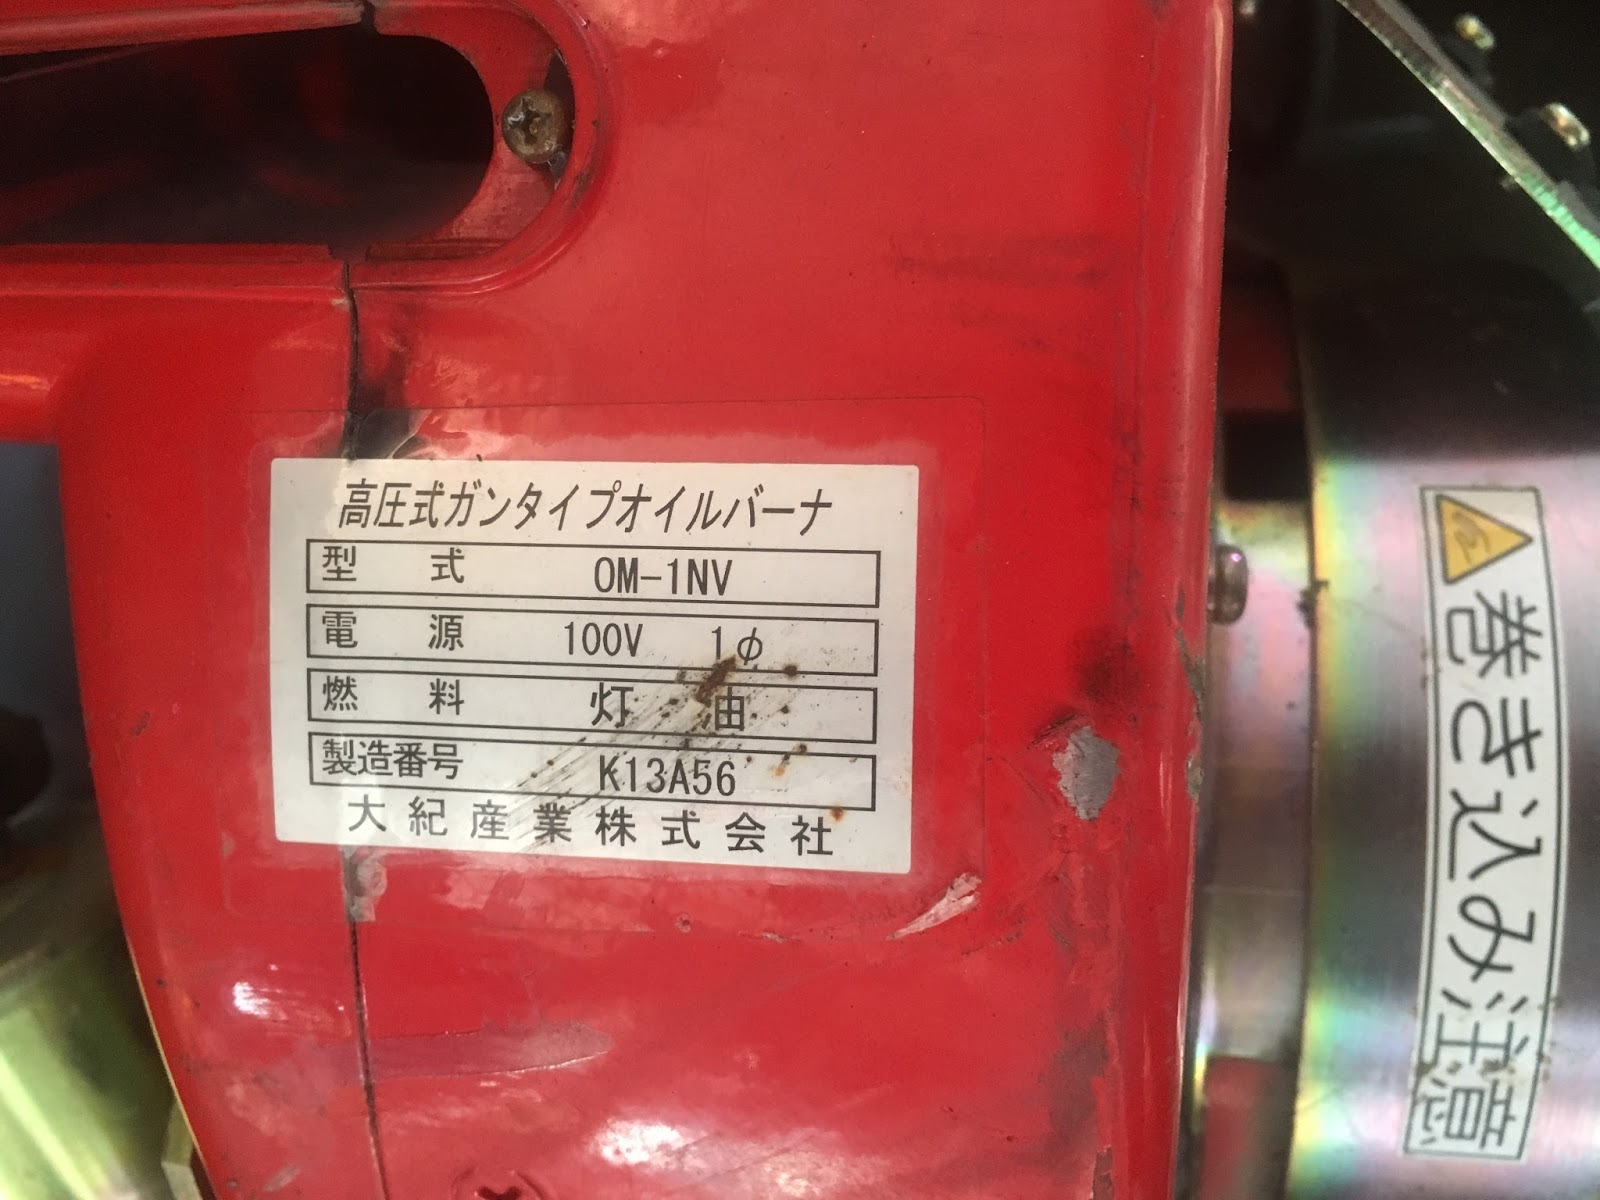 高圧式ガンタイプオイルバーナ
型式 OM-1NV
電源 100V 1φ
燃料 灯油
製造番号 K13A56
大紀産業株式会社
巻き込み注意